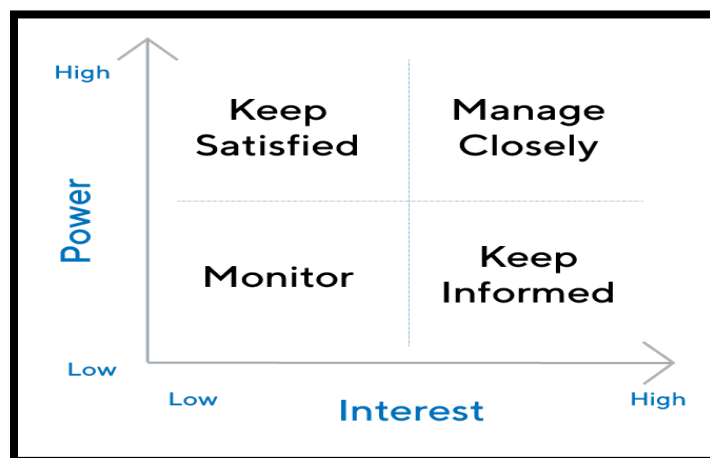 High
Keep
Satisfied
Manage
Closely
Power
Monitor
Keep
Informed
Low
Low
Interest
High